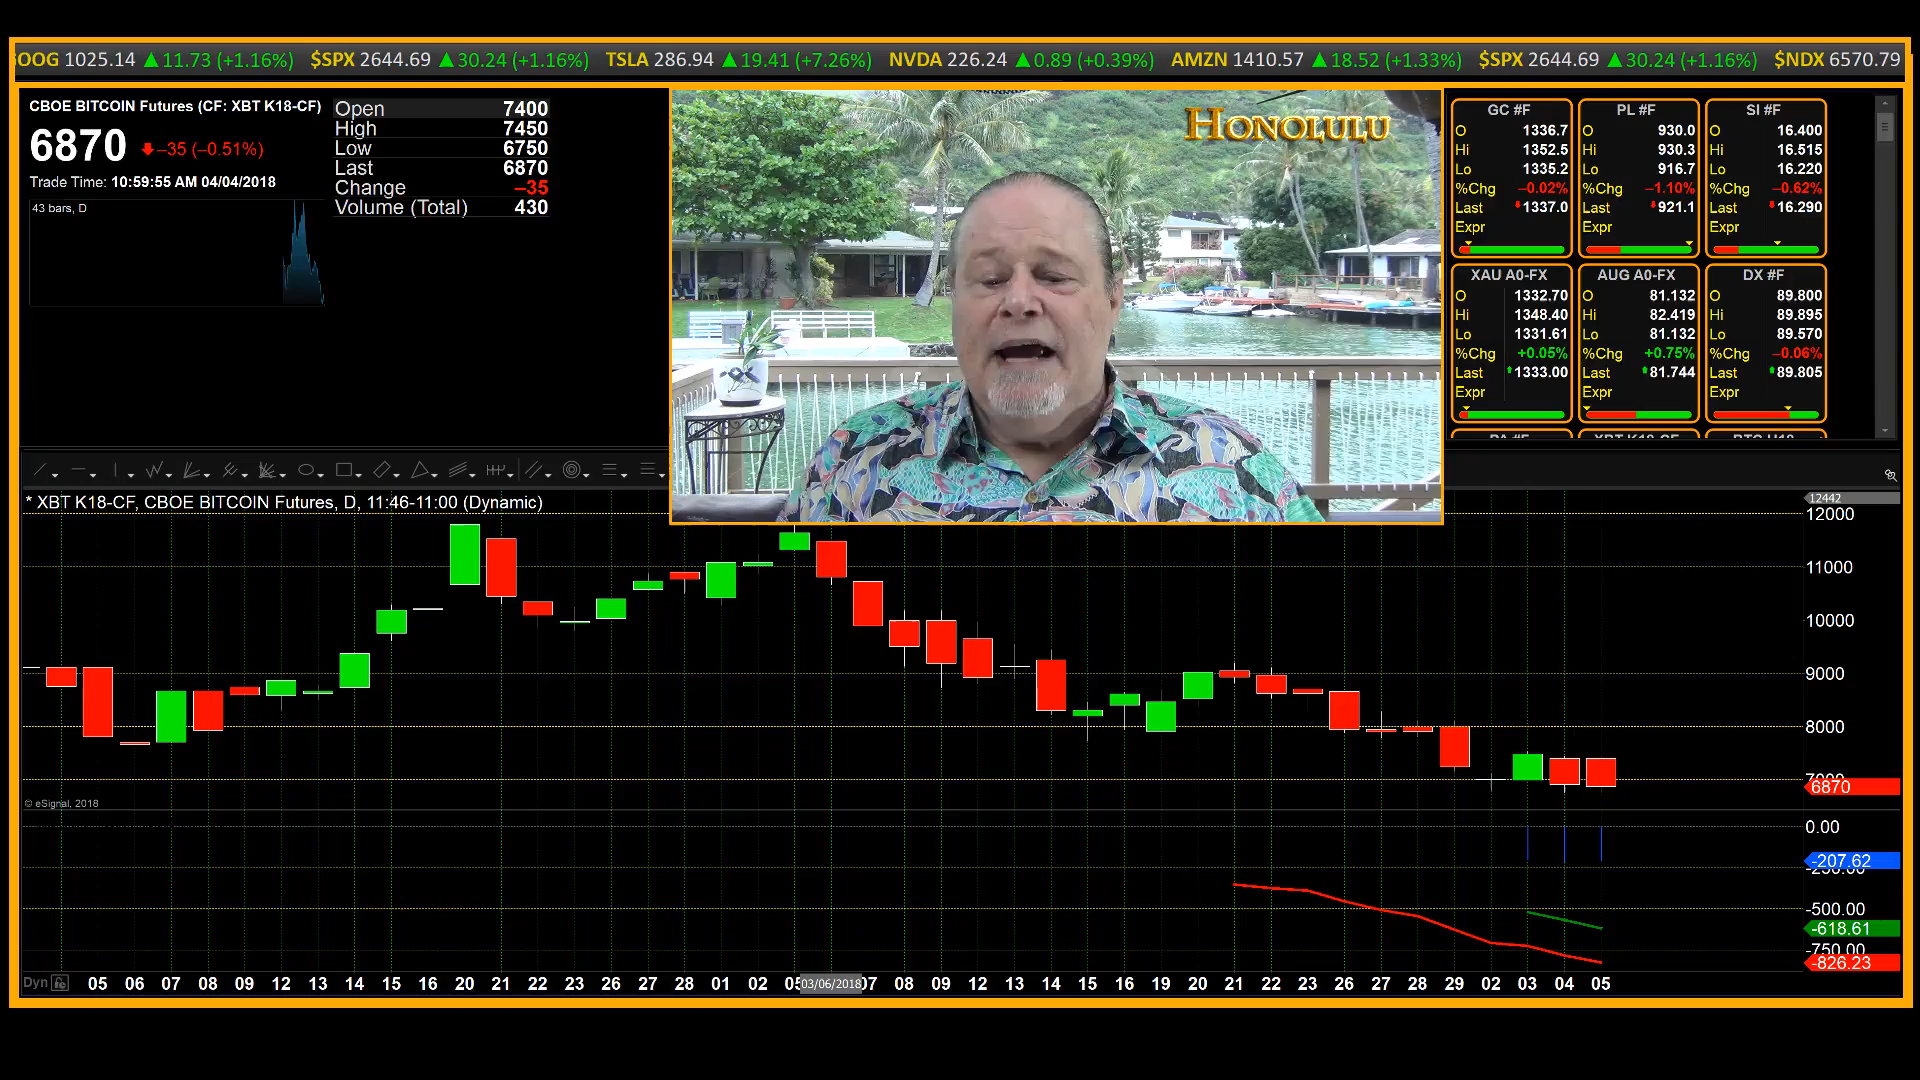 GOOG 1025.14 ▲11.73 (+1.16%) $SPX 2644.69 ▲30.24 (+1.16%) TSLA 286.94 ▲19.41 (+7.26%) NVDA 226.24 ▲0.89 (+0.39%) AMZN 1410.57 ▲18.52 (+1.33%) $SPX 2644.69 ▲30.24 (+1.16%) $NDX 6570.79
CBOE BITCOIN Futures (CF: XBT K18-CF)
6870 –35 (–0.51%)
Trade Time: 10:59:55 AM 04/04/2018
43 bars, D
Open 7400
High 7450
Low 6750
Last 6870
Change –35
Volume (Total) 430
HONOLULU
GC #F
O 1336.7
Hi 1352.5
Lo 1335.2
%Chg –0.02%
Last 1337.0
Expr
PL #F
O 930.0
Hi 930.3
Lo 916.7
%Chg –1.10%
Last 921.1
Expr
SI #F
O 16.400
Hi 16.515
Lo 16.220
%Chg –0.62%
Last 16.290
Expr
XAU A0-FX
O 1332.70
Hi 1348.40
Lo 1331.61
%Chg +0.05%
Last 1333.00
Expr
AUG A0-FX
O 81.132
Hi 82.419
Lo 81.132
%Chg +0.75%
Last 81.744
Expr
DX #F
O 89.800
Hi 89.895
Lo 89.570
%Chg –0.06%
Last 89.805
Expr
* XBT K18-CF, CBOE BITCOIN Futures, D, 11:46-11:00 (Dynamic)
12442
12000
11000
10000
9000
8000
7000
6870
© eSignal, 2018
0.00
-207.62
-250.00
-500.00
-618.61
-750.00
-826.23
Dyn 05 06 07 08 09 12 13 14 15 16 20 21 22 23 26 27 28 01 02 05 03/06/2018 07 08 09 12 13 14 15 16 19 20 21 22 23 26 27 28 29 02 03 04 05